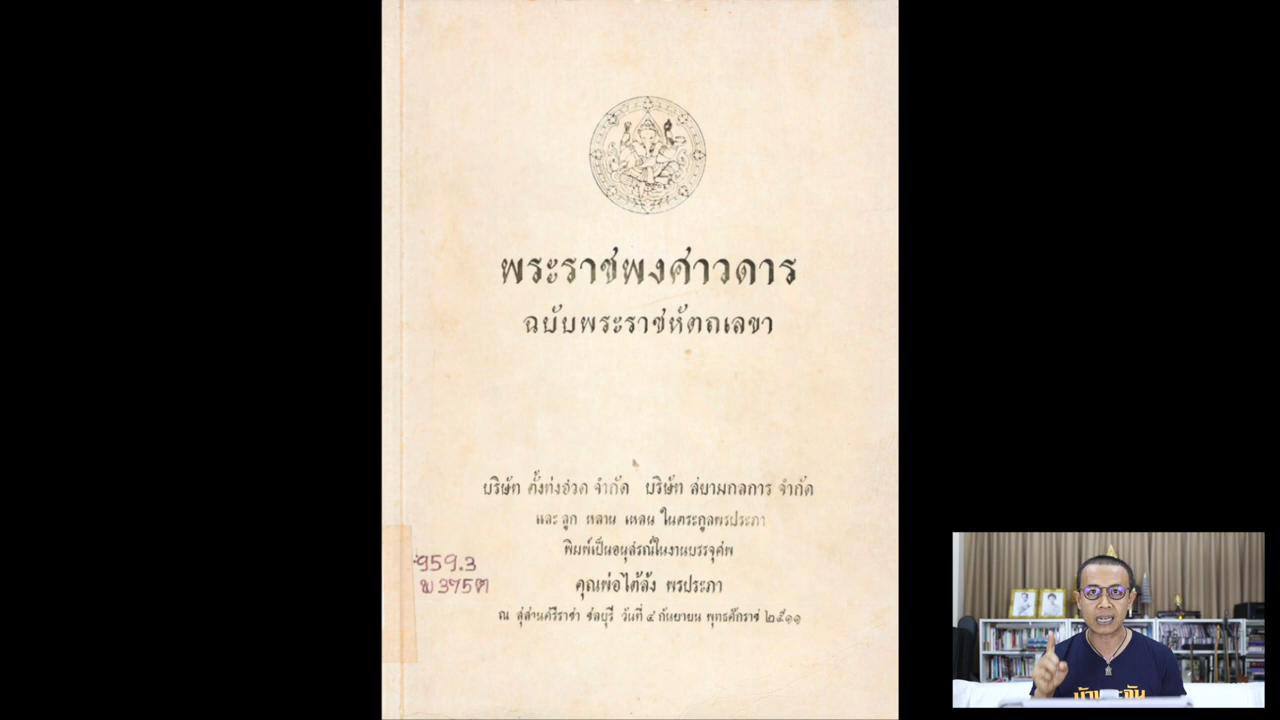 พระราชพงศาวดาร
ฉบับพระราชหัตถเลขา
บริษัท ตั้งท่งฮวด จำกัด บริษัท สยามกลการ จำกัด
และ ลูก หลาน เหลน ในตระกูลพรประภา
พิมพ์เป็นอนุสรณ์ในงานบรรจุศพ
คุณพ่อไต้ล้ง พรประภา
ณ สุสานศรีราชา ชลบุรี วันที่ ๔ กันยายน พุทธศักราช ๒๕๑๑
959.3
พ375ต